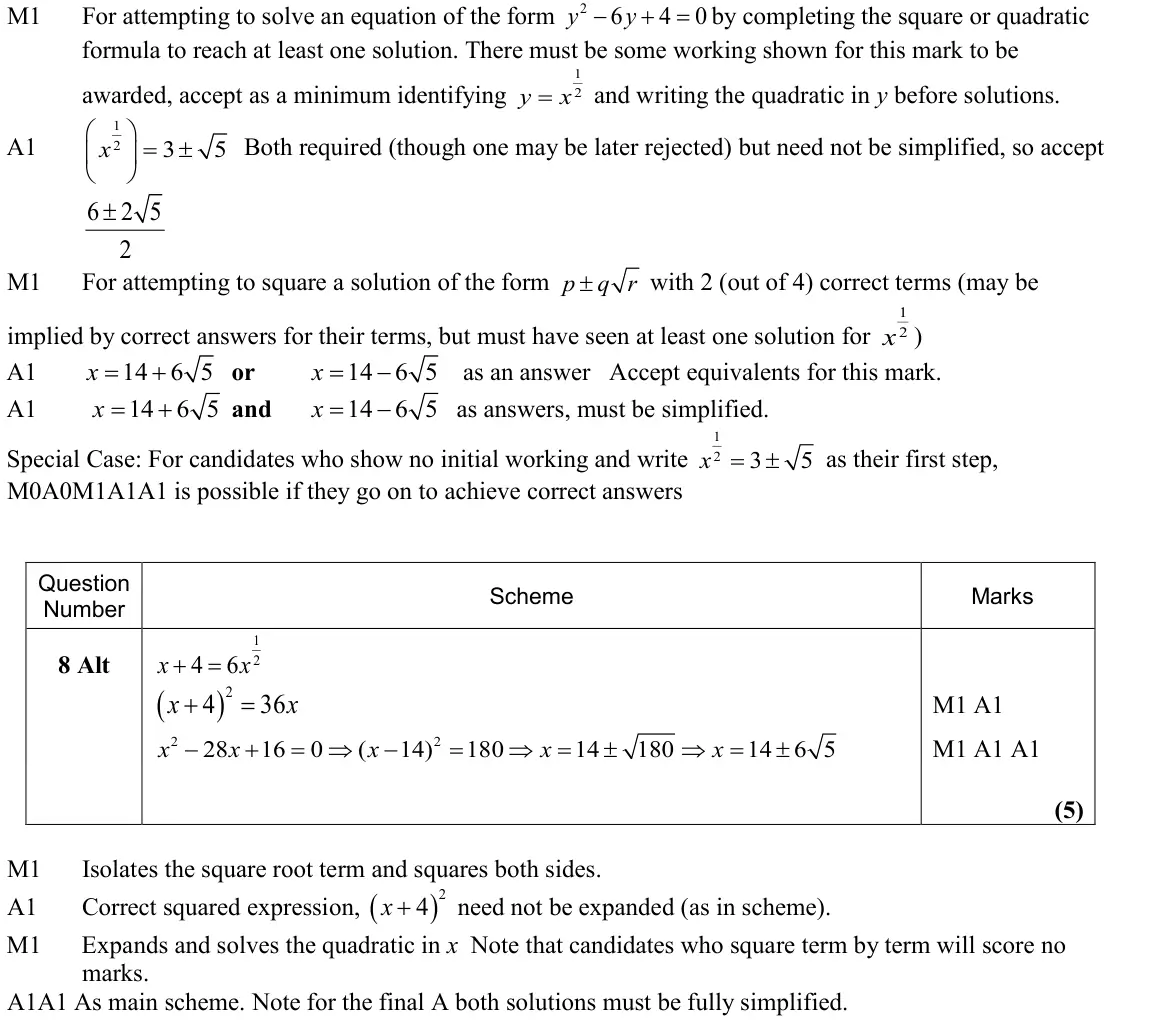 M1 For attempting to solve an equation of the form y² − 6y + 4 = 0 by completing the square or quadratic
formula to reach at least one solution. There must be some working shown for this mark to be
awarded, accept as a minimum identifying y = x^(1/2) and writing the quadratic in y before solutions.
A1 (x^(1/2)) = 3 ± √5 Both required (though one may be later rejected) but need not be simplified, so accept
(6 ± 2√5)/2
M1 For attempting to square a solution of the form p ± q√r with 2 (out of 4) correct terms (may be
implied by correct answers for their terms, but must have seen at least one solution for x^(1/2) )
A1 x = 14 + 6√5 or x = 14 − 6√5 as an answer Accept equivalents for this mark.
A1 x = 14 + 6√5 and x = 14 − 6√5 as answers, must be simplified.
Special Case: For candidates who show no initial working and write x^(1/2) = 3 ± √5 as their first step,
M0A0M1A1A1 is possible if they go on to achieve correct answers
Question Number
Scheme
Marks
8 Alt
x + 4 = 6x^(1/2)
(x + 4)² = 36x
M1 A1
x² − 28x + 16 = 0 ⇒ (x − 14)² = 180 ⇒ x = 14 ± √180 ⇒ x = 14 ± 6√5
M1 A1 A1
(5)
M1 Isolates the square root term and squares both sides.
A1 Correct squared expression, (x + 4)² need not be expanded (as in scheme).
M1 Expands and solves the quadratic in x Note that candidates who square term by term will score no
marks.
A1A1 As main scheme. Note for the final A both solutions must be fully simplified.